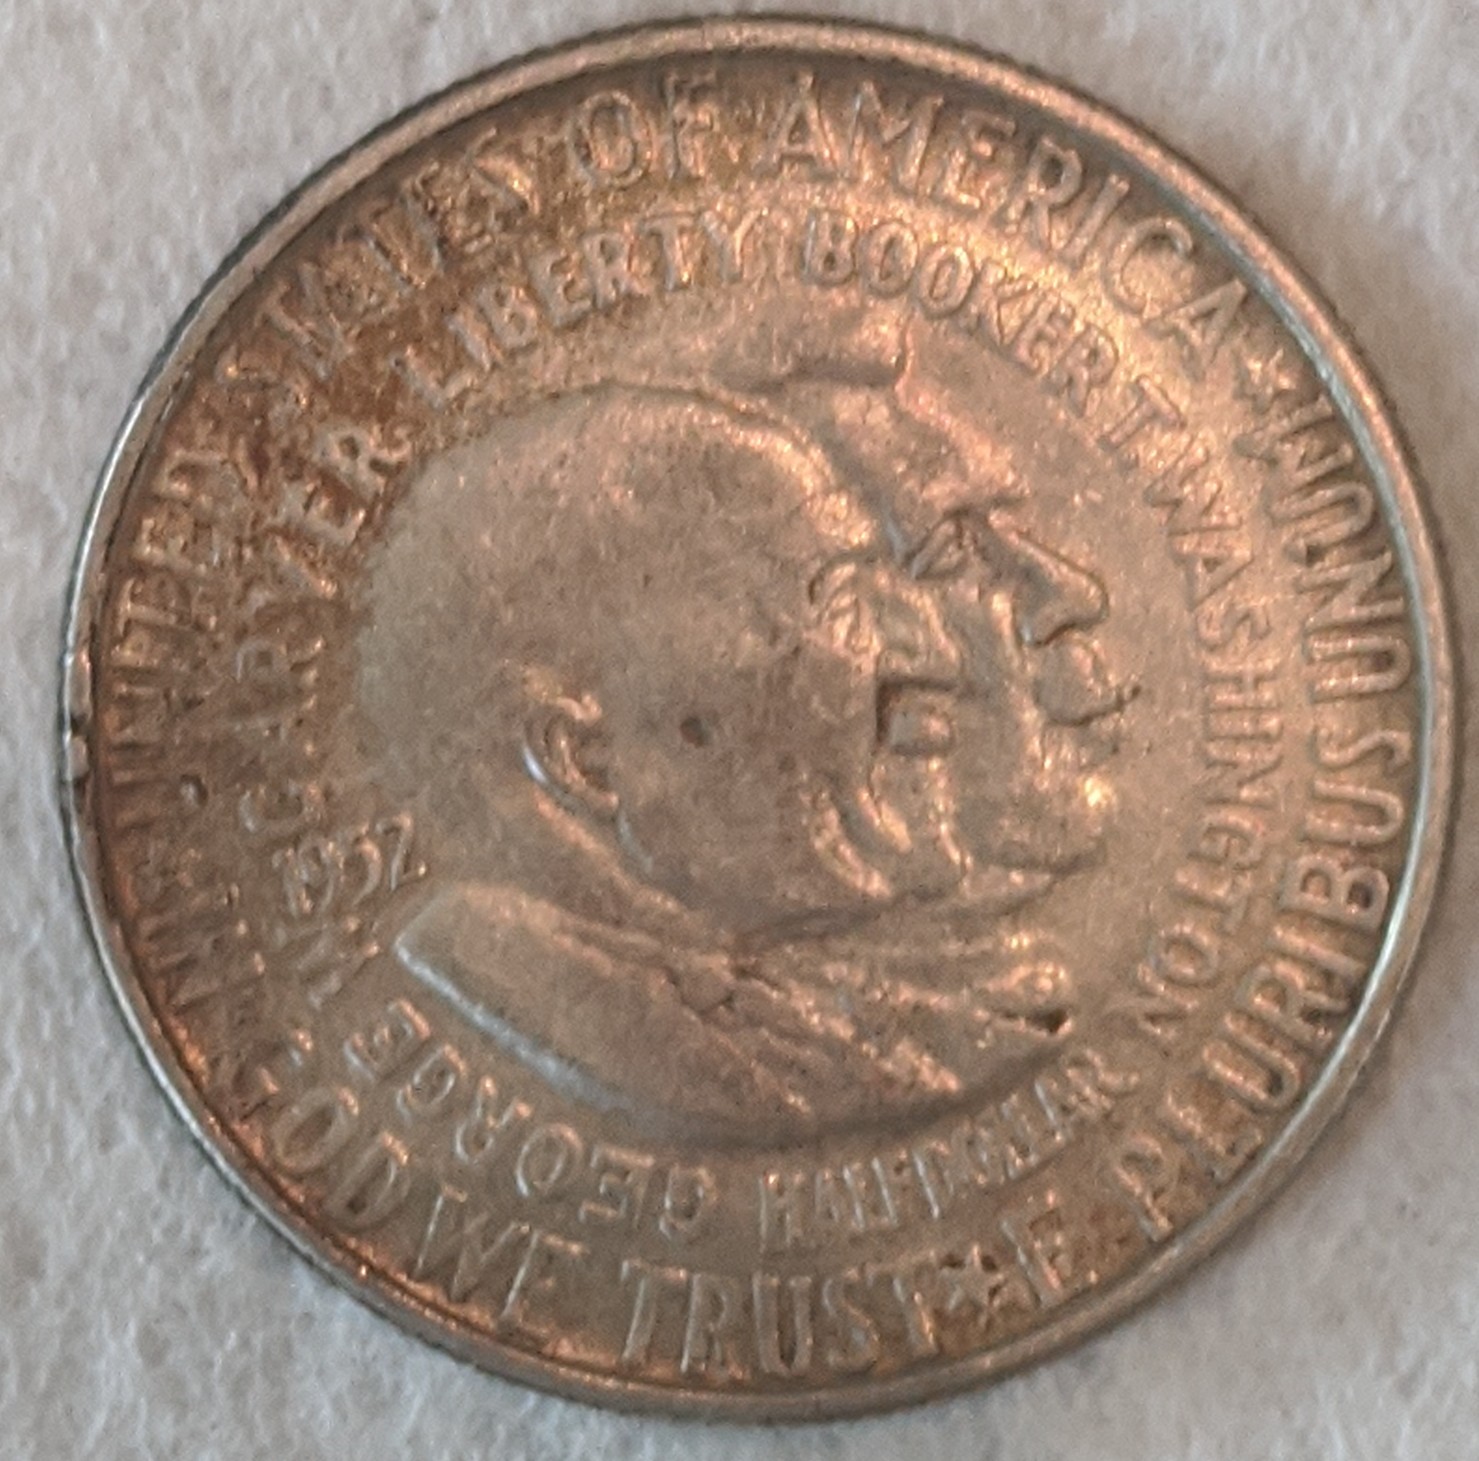 UNITED STATES OF AMERICA ★
E PLURIBUS UNUM ★
IN GOD WE TRUST ★
GEORGE W. CARVER
LIBERTY
BOOKER T. WASHINGTON
HALF DOLLAR
1952